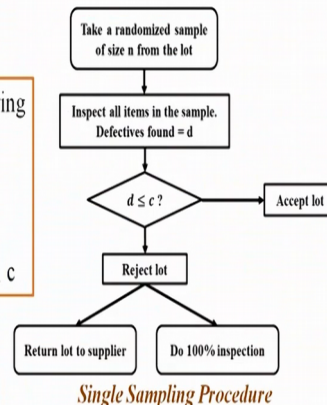 Take a randomized sample
of size n from the lot
ing
Inspect all items in the sample.
Defectives found = d
d ≤ c ?
Accept lot
c
Reject lot
Return lot to supplier
Do 100% inspection
Single Sampling Procedure